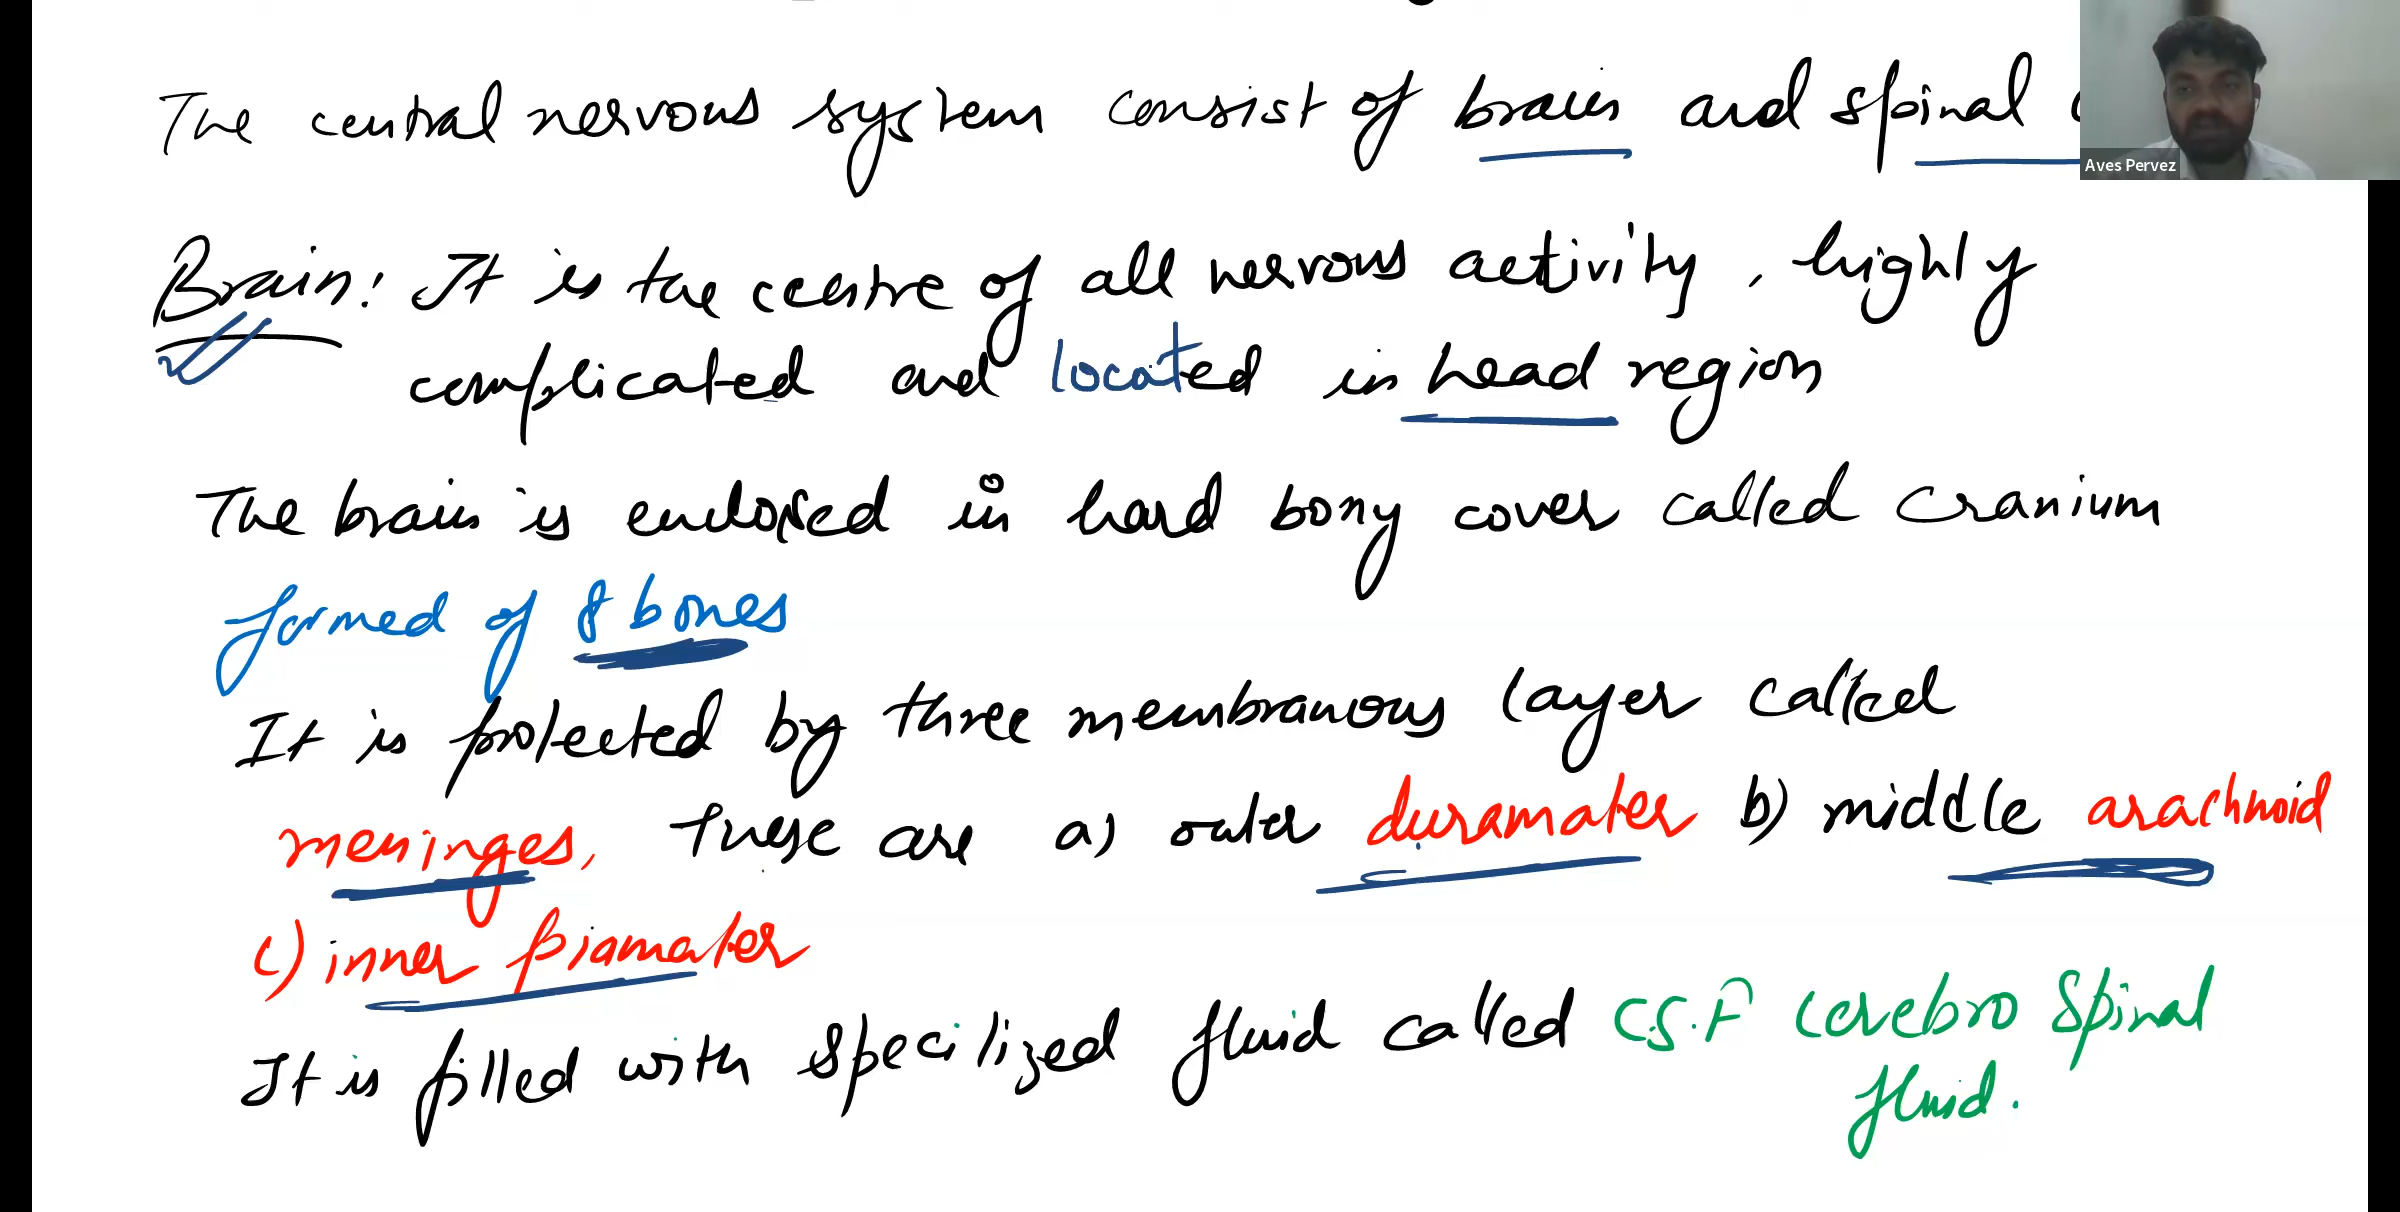 The central nervous system consist of brain and spinal
Aves Pervez
Brain: It is the centre of all nervous activity, highly
complicated and located in head region
The brain is enclosed in hard bony cover called cranium
formed of 8 bones
It is protected by three membranous layer called
meninges, These are a) outer duramater b) middle arachnoid
c) inner piamater
It is filled with specilized fluid called C.S.F Cerebro Spinal
fluid.